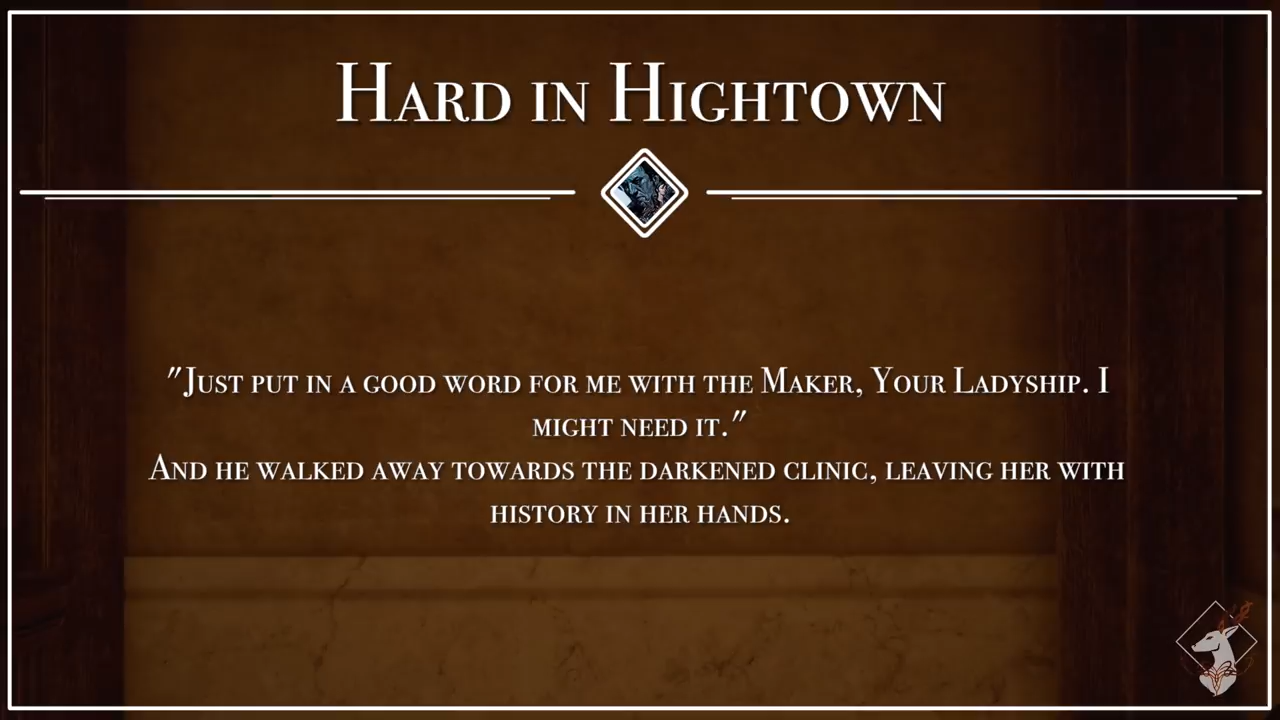 Hard in Hightown
"Just put in a good word for me with the Maker, Your Ladyship. I
might need it."
And he walked away towards the darkened clinic, leaving her with
history in her hands.